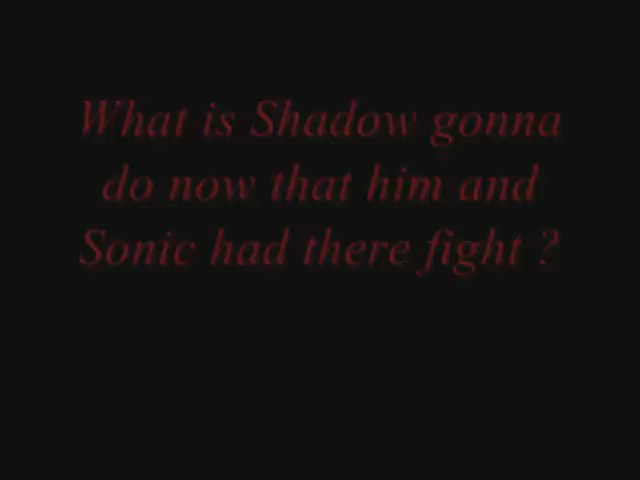 What is Shadow gonna
do now that him and
Sonic had there fight ?